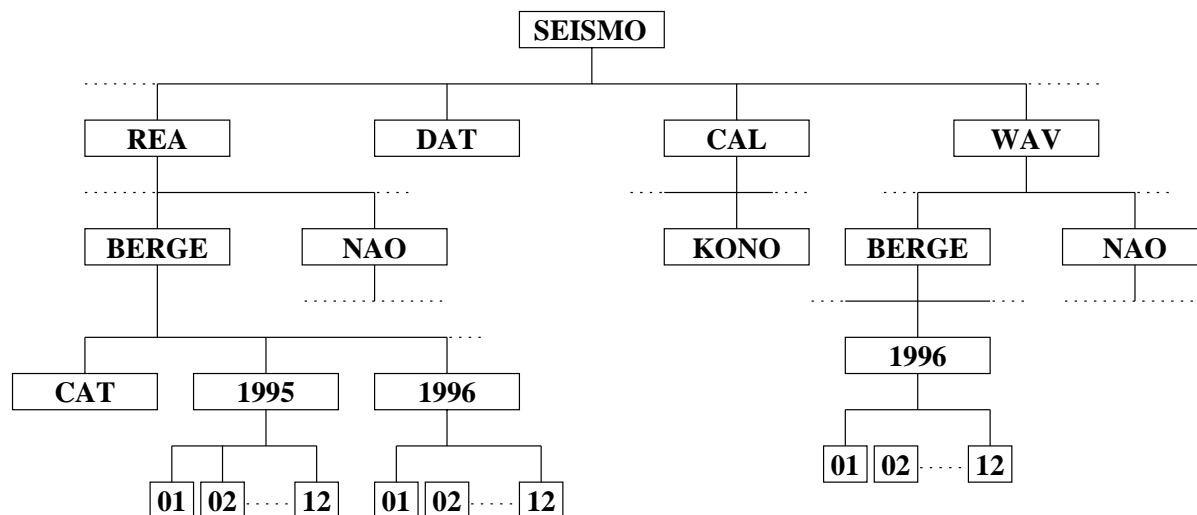 SEISMO
REA DAT CAL WAV
BERGE NAO KONO BERGE NAO
1996
CAT 1995 1996
01 02 12
01 02 12 01 02 12